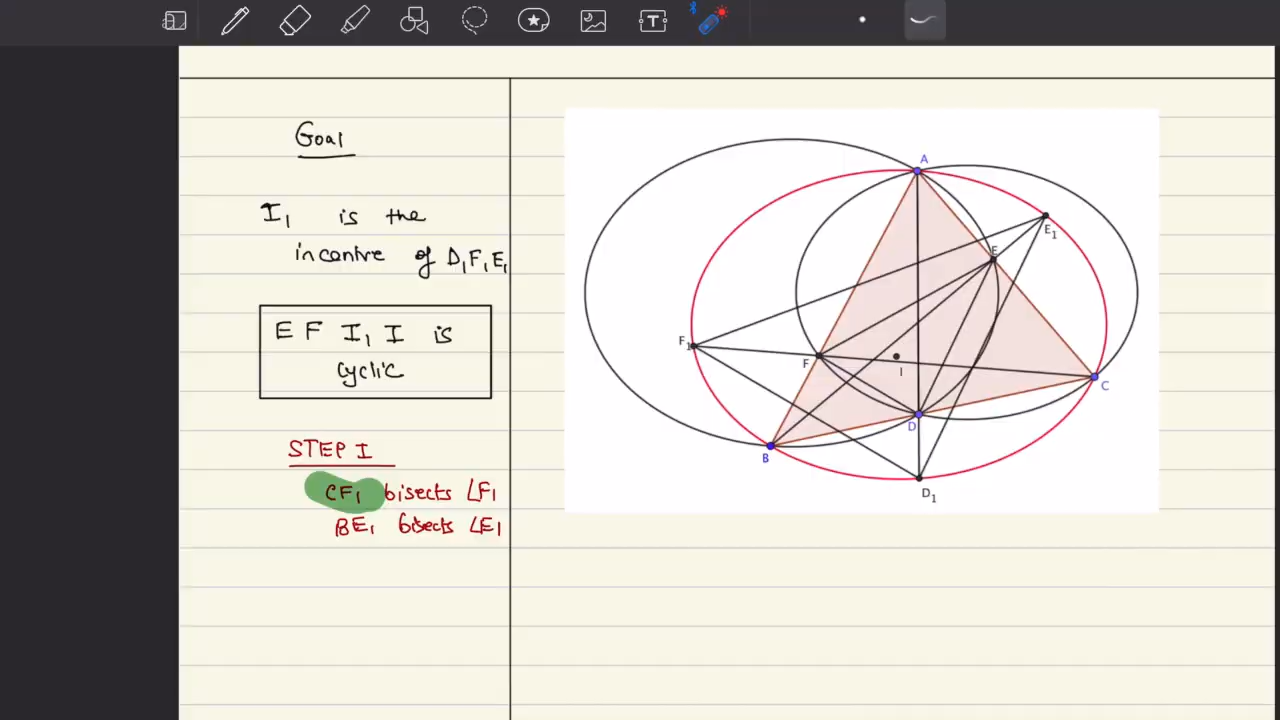 Goal
I₁ is the
incentre of D₁F₁E₁
E F I₁ I is
cyclic
STEP I
CF₁ bisects ∠F₁
BE₁ bisects ∠E₁
A
E₁
E
F₁
F
I
C
D
B
D₁